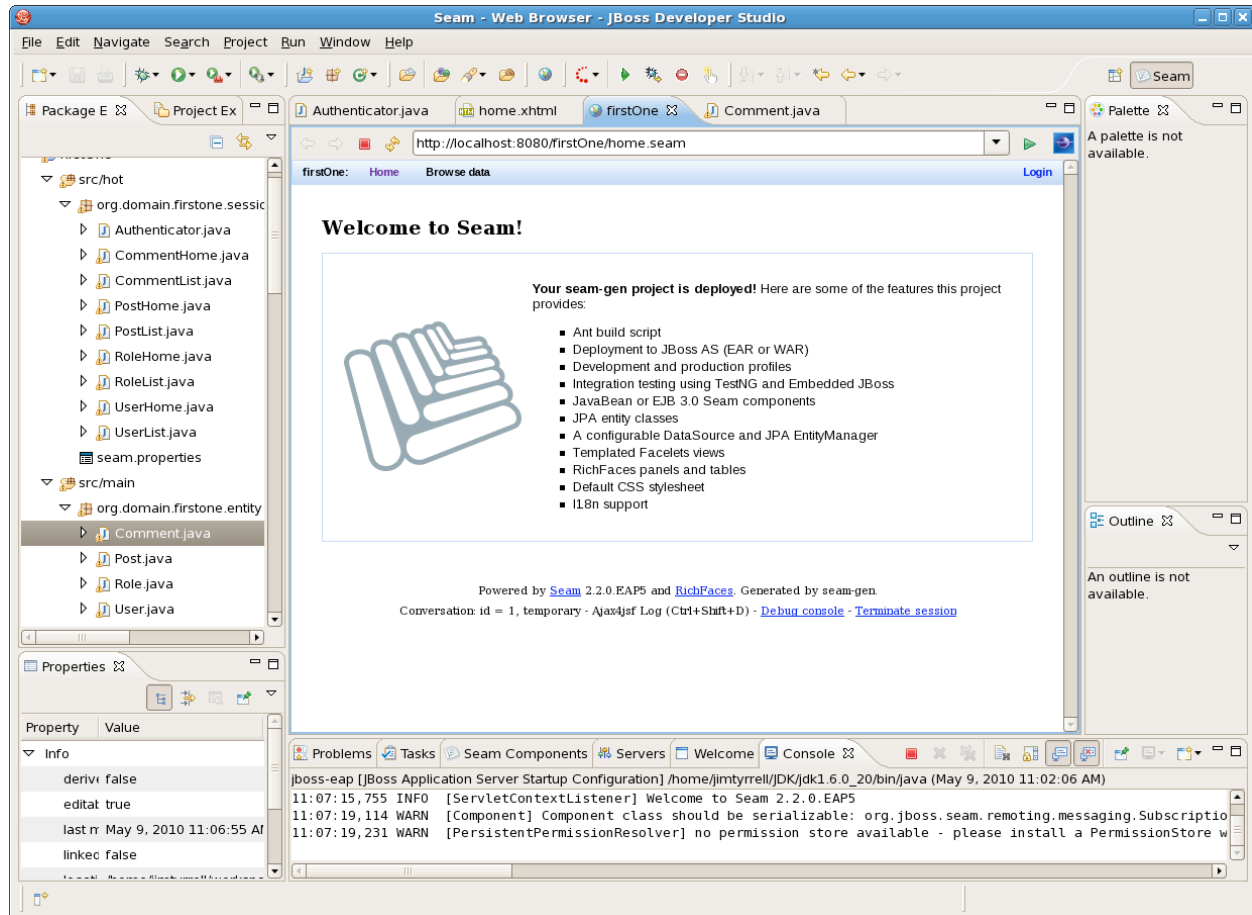 Seam - Web Browser - JBoss Developer Studio
File Edit Navigate Search Project Run Window Help
Seam
Package E
Project Ex
src/hot
org.domain.firstone.sessic
Authenticator.java
CommentHome.java
CommentList.java
PostHome.java
PostList.java
RoleHome.java
RoleList.java
UserHome.java
UserList.java
seam.properties
src/main
org.domain.firstone.entity
Comment.java
Post.java
Role.java
User.java
Authenticator.java
home.xhtml
firstOne
Comment.java
http://localhost:8080/firstOne/home.seam
firstOne: Home Browse data Login
Welcome to Seam!
Your seam-gen project is deployed! Here are some of the features this project
provides:
Ant build script
Deployment to JBoss AS (EAR or WAR)
Development and production profiles
Integration testing using TestNG and Embedded JBoss
JavaBean or EJB 3.0 Seam components
JPA entity classes
A configurable DataSource and JPA EntityManager
Templated Facelets views
RichFaces panels and tables
Default CSS stylesheet
I18n support
Powered by Seam 2.2.0.EAP5 and RichFaces. Generated by seam-gen.
Conversation: id = 1, temporary - Ajax4jsf Log (Ctrl+Shift+D) - Debug console - Terminate session
Palette
A palette is not
available.
Outline
An outline is not
available.
Properties
Property Value
Info
derive false
editab true
last m May 9, 2010 11:06:55 AM
linked false
Problems Tasks Seam Components Servers Welcome Console
jboss-eap [JBoss Application Server Startup Configuration] /home/jimtyrrell/JDK/jdk1.6.0_20/bin/java (May 9, 2010 11:02:06 AM)
11:07:15,755 INFO [ServletContextListener] Welcome to Seam 2.2.0.EAP5
11:07:19,114 WARN [Component] Component class should be serializable: org.jboss.seam.remoting.messaging.Subscriptio
11:07:19,231 WARN [PersistentPermissionResolver] no permission store available - please install a PermissionStore w